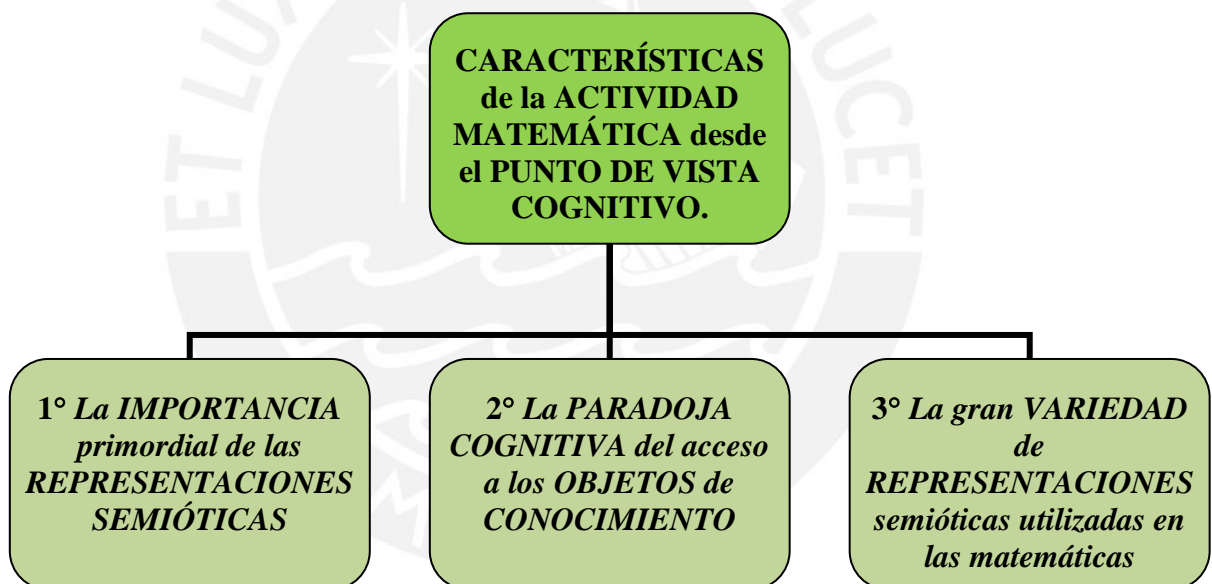 CARACTERÍSTICAS
de la ACTIVIDAD
MATEMÁTICA desde
el PUNTO DE VISTA
COGNITIVO.
1° La IMPORTANCIA
primordial de las
REPRESENTACIONES
SEMIÓTICAS
2° La PARADOJA
COGNITIVA del acceso
a los OBJETOS de
CONOCIMIENTO
3° La gran VARIEDAD
de
REPRESENTACIONES
semióticas utilizadas en
las matemáticas